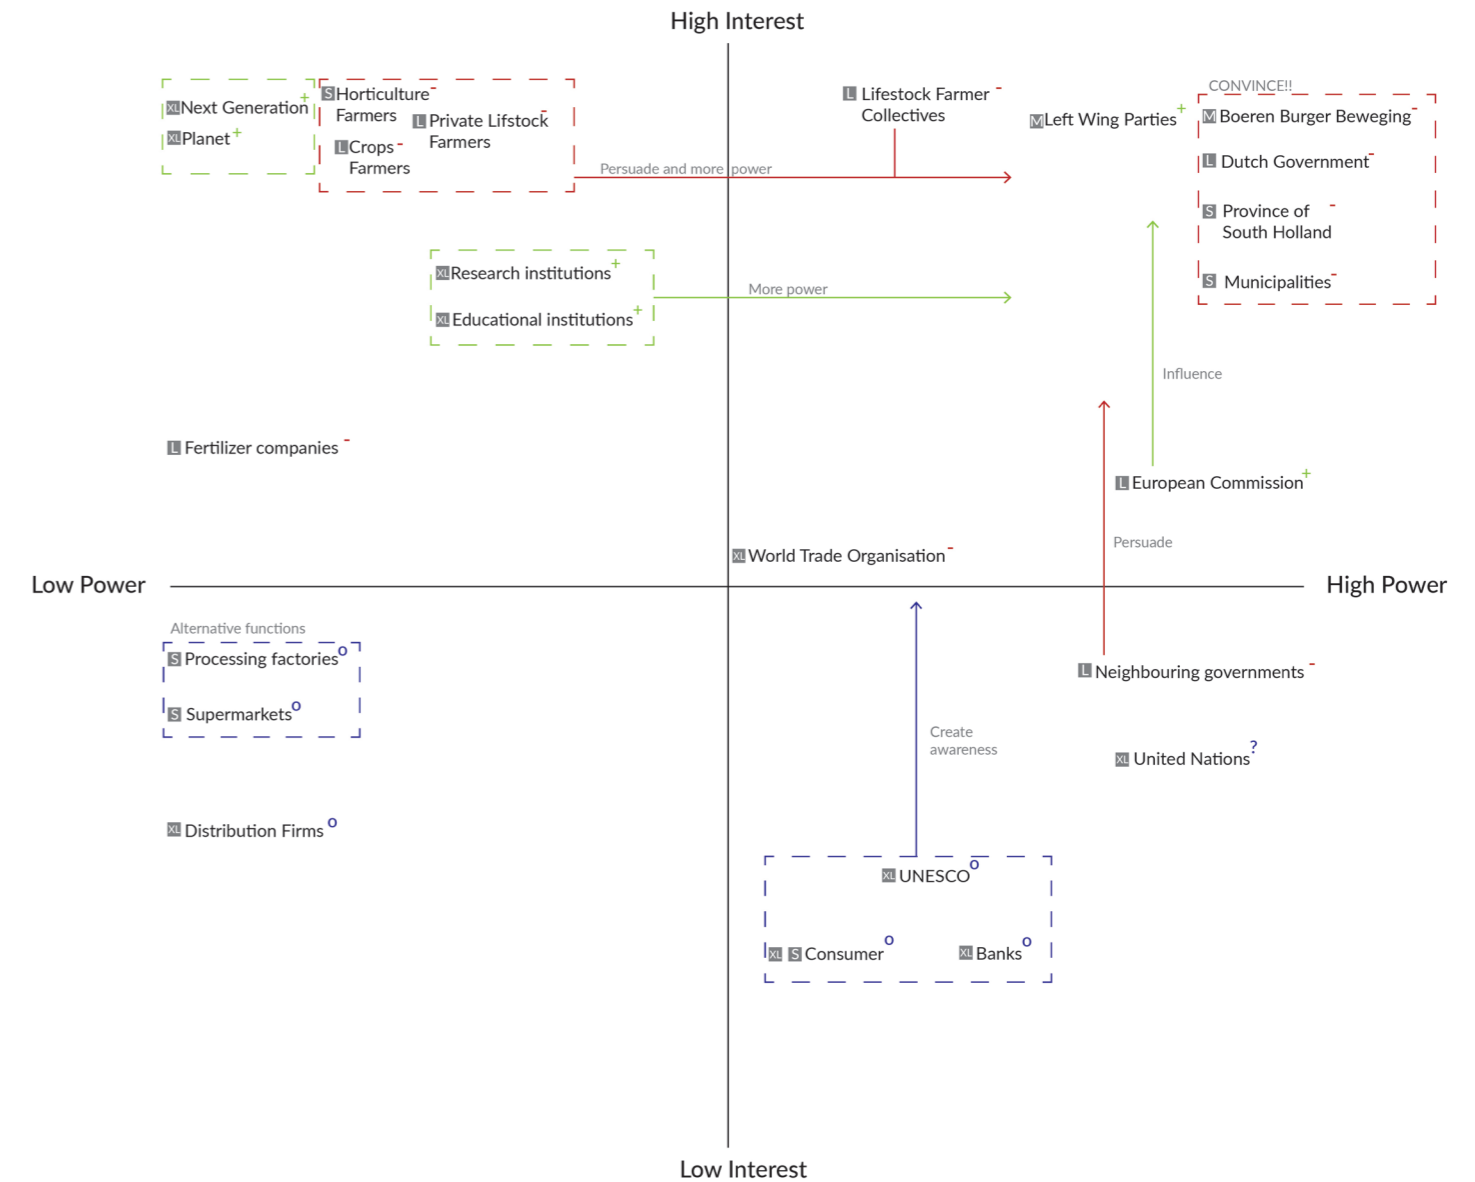 High Interest
XL Next Generation +
XL Planet +
S Horticulture -
Farmers
L Private Lifstock -
Farmers
L Crops -
Farmers
L Lifestock Farmer -
Collectives
M Left Wing Parties +
CONVINCE!!
M Boeren Burger Beweging -
L Dutch Government -
S Province of -
South Holland
S Municipalities -
Persuade and more power
XL Research institutions +
XL Educational institutions +
More power
Influence
L Fertilizer companies -
L European Commission +
Persuade
XL World Trade Organisation -
Low Power
High Power
Alternative functions
S Processing factories o
S Supermarkets o
XL Distribution Firms o
L Neighbouring governments -
Create
awareness
XL United Nations ?
XL UNESCO o
XL S Consumer o
XL Banks o
Low Interest